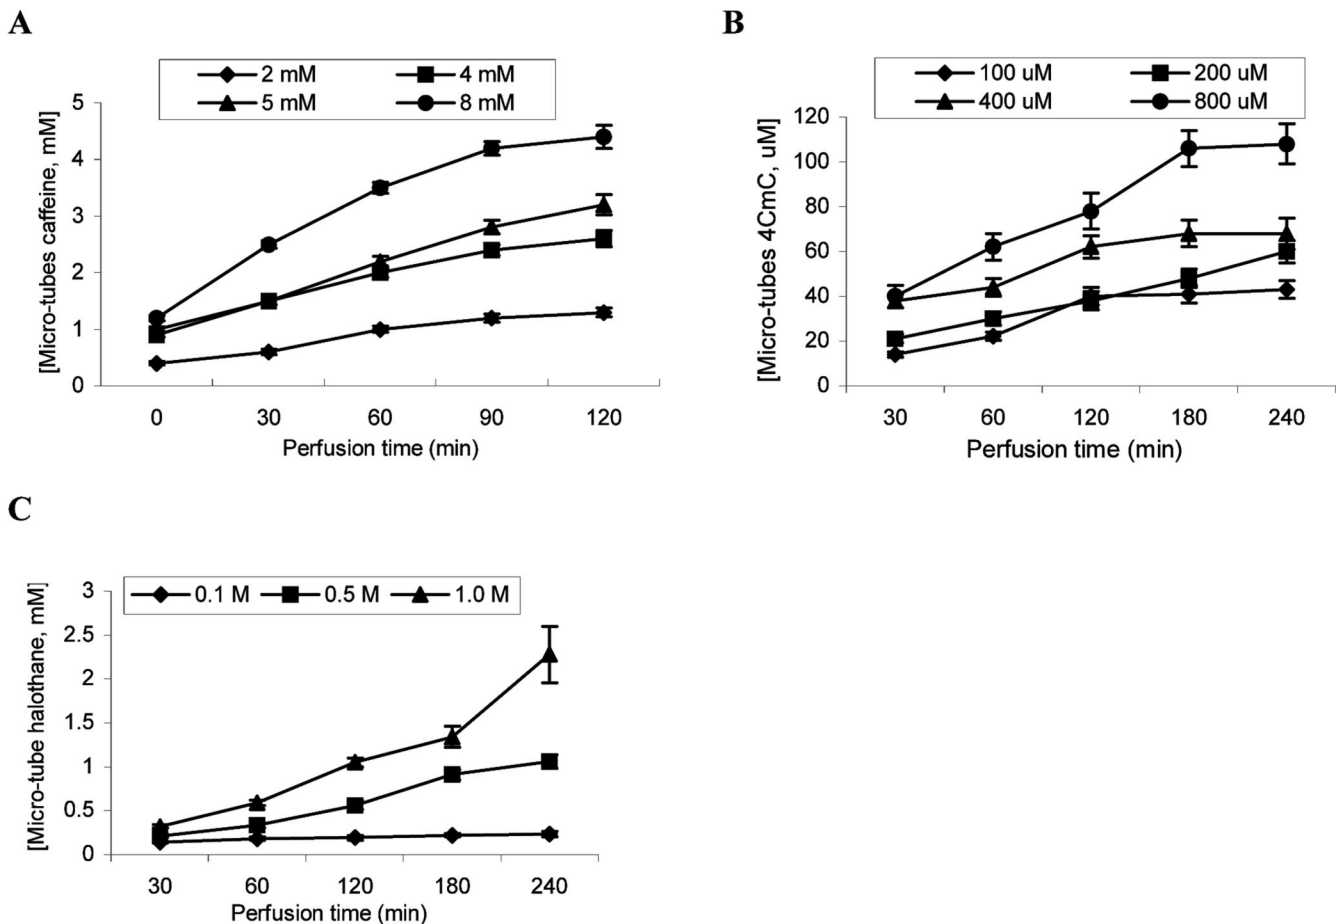 A
2 mM 4 mM
5 mM 8 mM
[Micro-tubes caffeine, mM]
5
4
3
2
1
0
0 30 60 90 120
Perfusion time (min)
B
100 uM 200 uM
400 uM 800 uM
[Micro-tubes 4CmC, uM]
120
100
80
60
40
20
0
30 60 120 180 240
Perfusion time (min)
C
0.1 M 0.5 M 1.0 M
[Micro-tube halothane, mM]
3
2.5
2
1.5
1
0.5
0
30 60 120 180 240
Perfusion time (min)